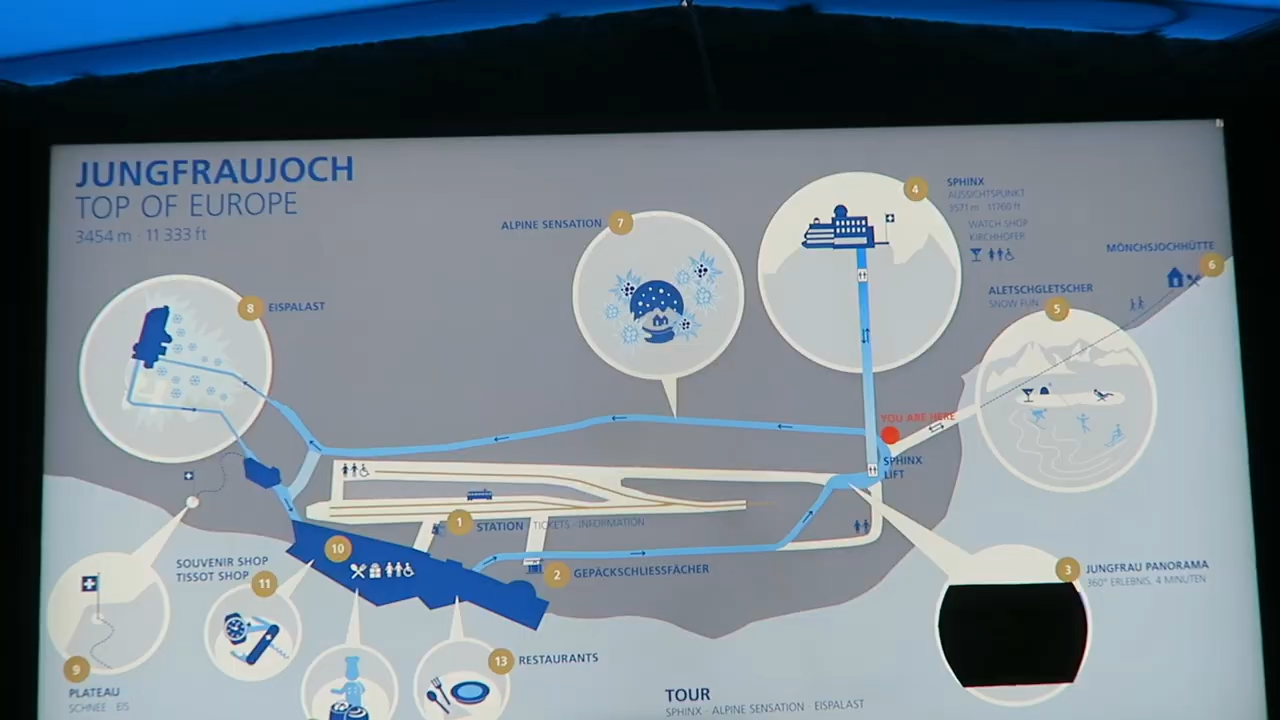 JUNGFRAUJOCH
TOP OF EUROPE
3454 m · 11 333 ft
8 EISPALAST
ALPINE SENSATION 7
4 SPHINX
AUSSICHTSPUNKT
3571 m · 11760 ft
WATCH SHOP
KIRCHHOFER
MÖNCHSJOCHHÜTTE
6
ALETSCHGLETSCHER
SNOW FUN
5
YOU ARE HERE
SPHINX
LIFT
1 STATION TICKETS · INFORMATION
2 GEPÄCKSCHLIESSFÄCHER
3 JUNGFRAU PANORAMA
360° ERLEBNIS, 4 MINUTEN
10
SOUVENIR SHOP
TISSOT SHOP
11
9
PLATEAU
SCHNEE · EIS
13 RESTAURANTS
TOUR
SPHINX · ALPINE SENSATION · EISPALAST